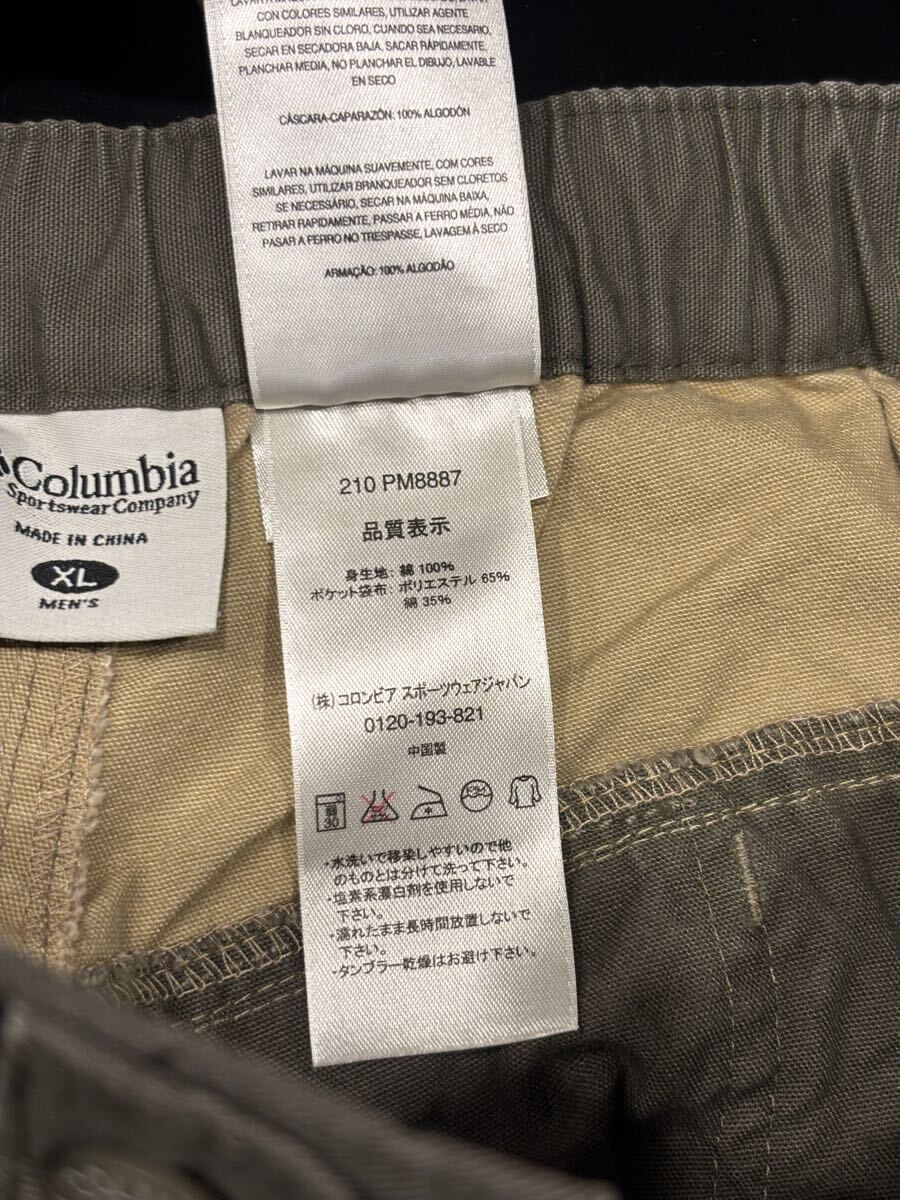 CON COLORES SIMILARES, UTILIZAR AGENTE
BLANQUEADOR SIN CLORO, CUANDO SEA NECESARIO,
SECAR EN SECADORA BAJA, SACAR RÁPIDAMENTE,
PLANCHAR MEDIA, NO PLANCHAR EL DIBUJO, LAVABLE
EN SECO
CÁSCARA-CAPARAZÓN: 100% ALGODÓN
LAVAR NA MÁQUINA SUAVEMENTE, COM CORES
SIMILARES, UTILIZAR BRANQUEADOR SEM CLORETOS
SE NECESSÁRIO, SECAR NA MÁQUINA BAIXA,
RETIRAR RAPIDAMENTE, PASSAR A FERRO MÉDIA, NÃO
PASAR A FERRO NO TRESPASSE, LAVAGEM À SECO
ARMAÇÃO: 100% ALGODÃO
Columbia
Sportswear Company
MADE IN CHINA
XL
MEN'S
210 PM8887
品質表示
身生地: 綿 100%
ポケット袋布: ポリエステル 65%
綿 35%
(株)コロンビア スポーツウェアジャパン
0120-193-821
中国製
弱
30
中
・水洗いで移染しやすいので他
のものとは分けて洗って下さい。
・塩素系漂白剤を使用しないで
下さい。
・濡れたまま長時間放置しないで
下さい。
・タンブラー乾燥はお避け下さい。